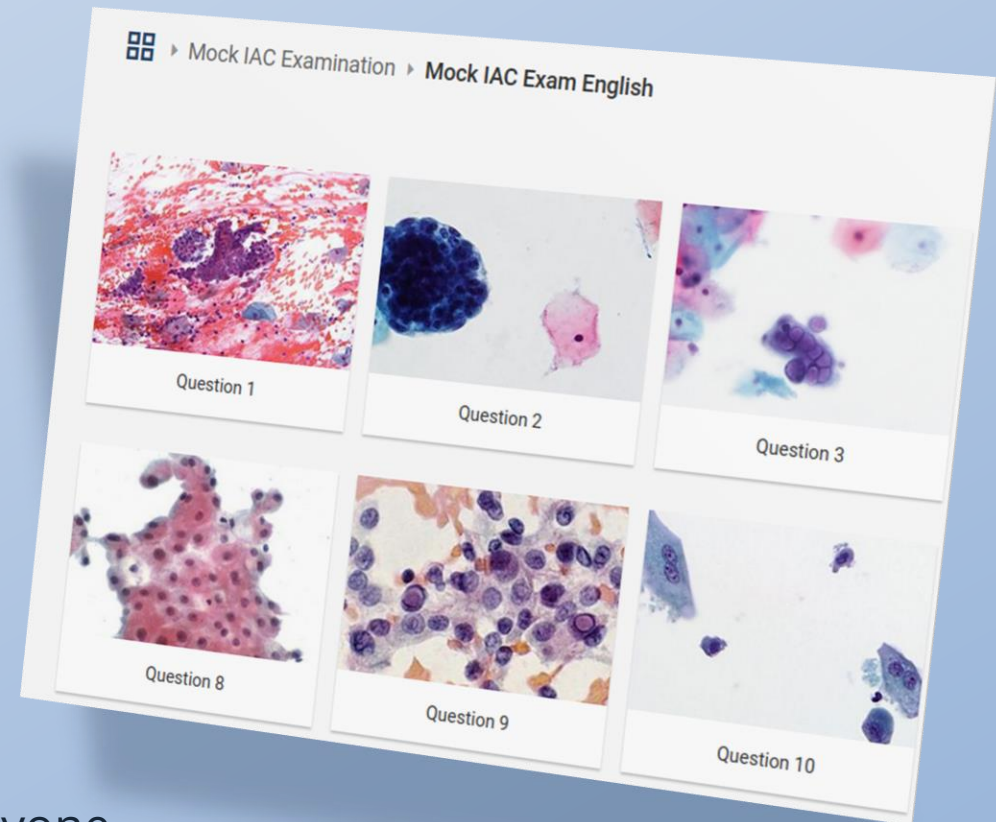 Mock IAC Examination Mock IAC Exam English
Question 1
Question 2
Question 3
Question 8
Question 9
Question 10